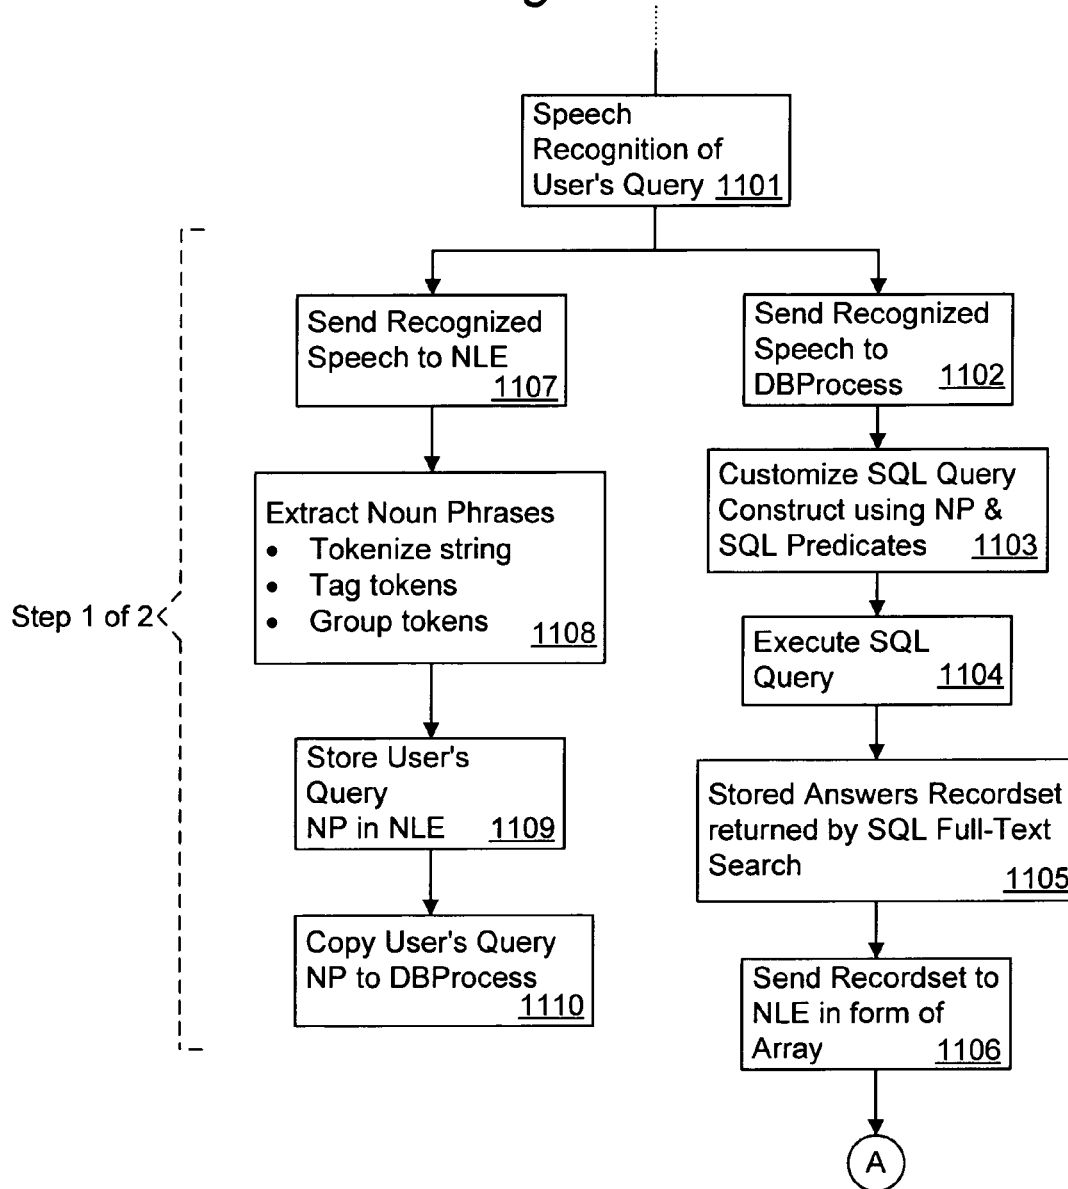 Speech
Recognition of
User's Query 1101
Send Recognized
Speech to NLE
1107
Send Recognized
Speech to
DBProcess 1102
Extract Noun Phrases
• Tokenize string
• Tag tokens
• Group tokens 1108
Customize SQL Query
Construct using NP &
SQL Predicates 1103
Step 1 of 2
Execute SQL
Query 1104
Store User's
Query
NP in NLE 1109
Stored Answers Recordset
returned by SQL Full-Text
Search
1105
Copy User's Query
NP to DBProcess
1110
Send Recordset to
NLE in form of
Array 1106
A